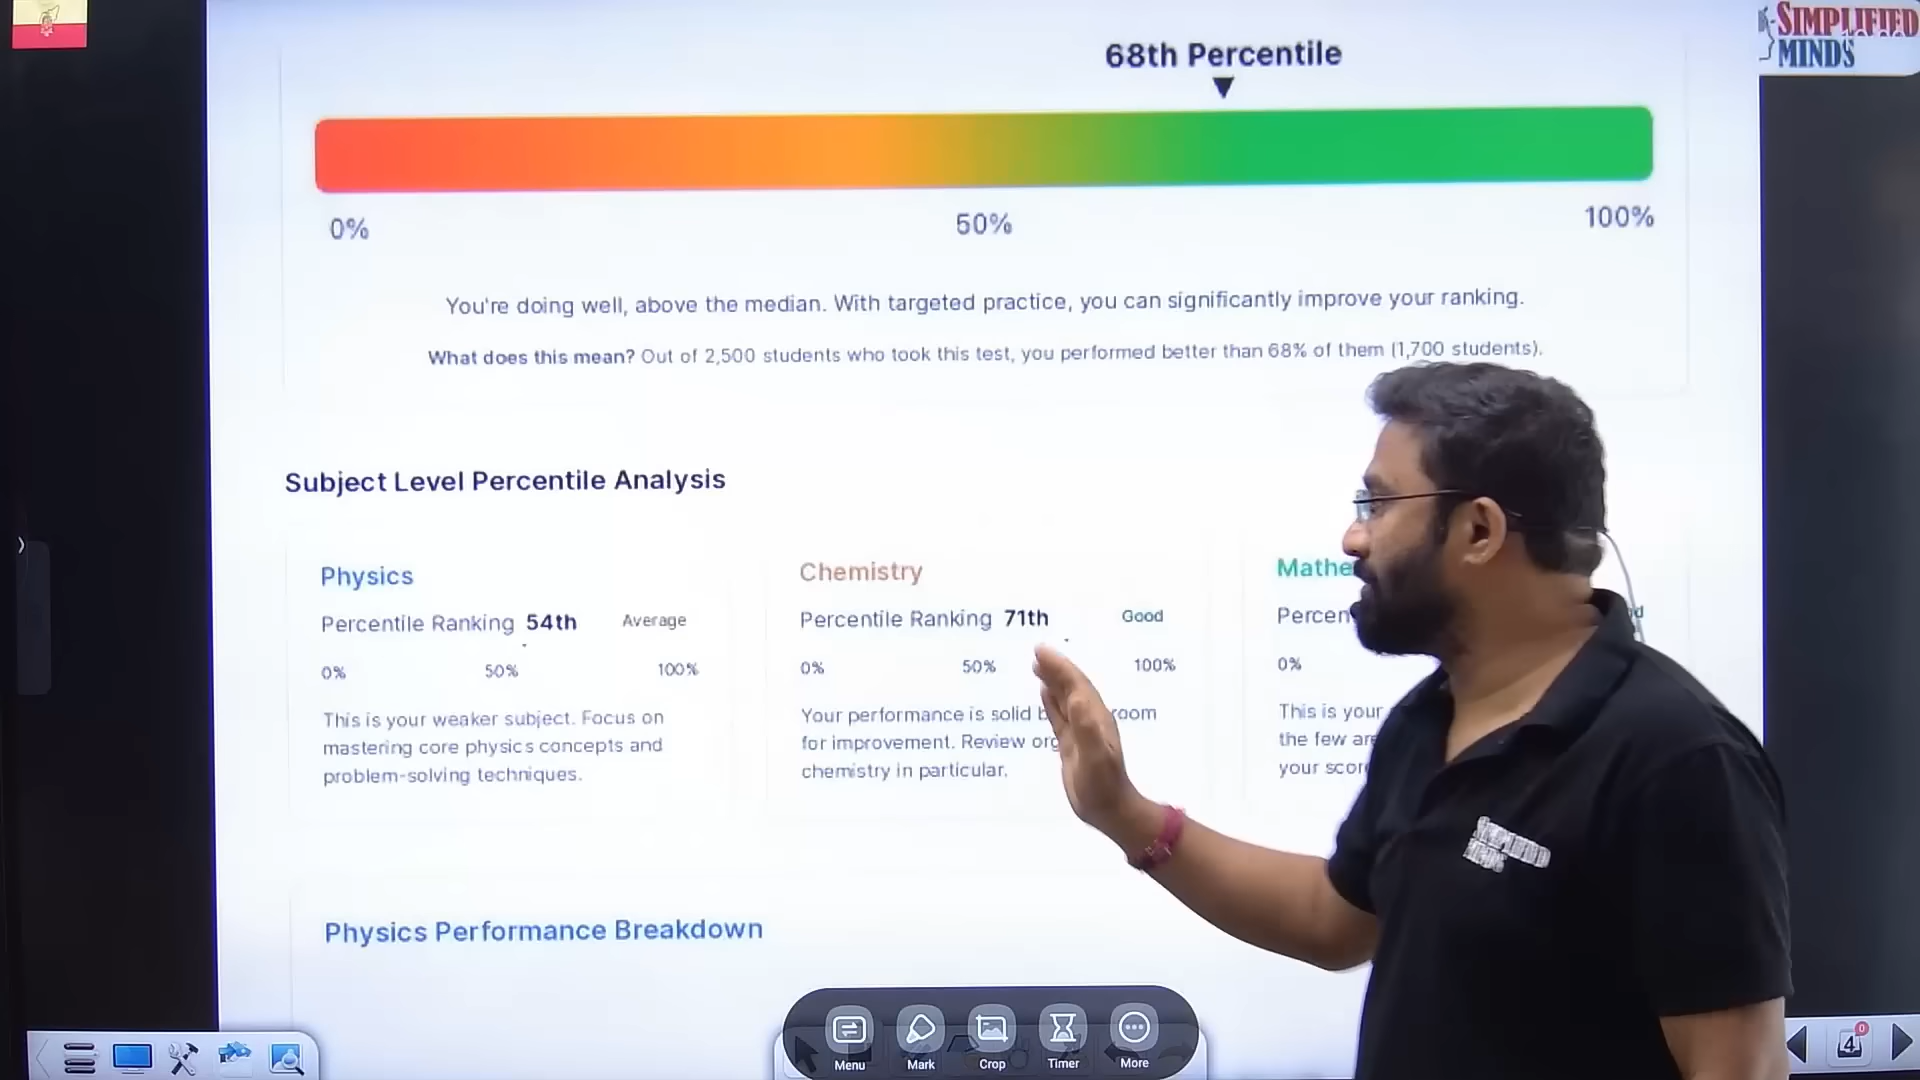 SIMPLIFIED
MINDS
68th Percentile
0%
50%
100%
You're doing well, above the median. With targeted practice, you can significantly improve your ranking.
What does this mean? Out of 2,500 students who took this test, you performed better than 68% of them (1,700 students).
Subject Level Percentile Analysis
Physics
Percentile Ranking 54th Average
0% 50% 100%
This is your weaker subject. Focus on
mastering core physics concepts and
problem-solving techniques.
Chemistry
Percentile Ranking 71th Good
0% 50% 100%
Your performance is solid room
for improvement. Review
chemistry in particular.
Mathe
Percen
0%
This is your
the few
your
Physics Performance Breakdown
Menu
Mark
Crop
Timer
More
4
0